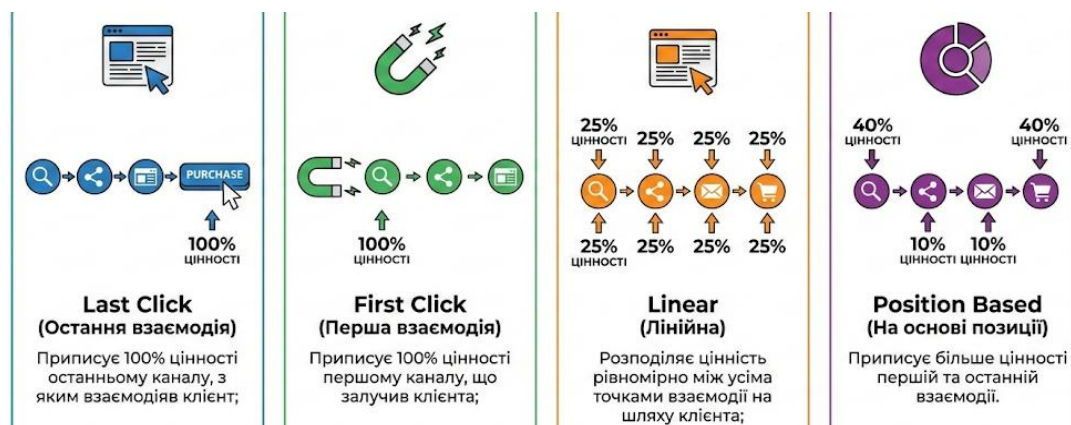 PURCHASE
100%
ЦІННОСТІ
Last Click
(Остання взаємодія)
Приписує 100% цінності
останньому каналу, з
яким взаємодіяв клієнт;
100%
ЦІННОСТІ
First Click
(Перша взаємодія)
Приписує 100% цінності
першому каналу, що
залучив клієнта;
25% 25% 25% 25%
ЦІННОСТІ
25% 25% 25% 25%
ЦІННОСТІ
Linear
(Лінійна)
Розподіляє цінність
рівномірно між усіма
точками взаємодії на
шляху клієнта;
40% 40%
ЦІННОСТІ ЦІННОСТІ
10% 10%
ЦІННОСТІ ЦІННОСТІ
Position Based
(На основі позиції)
Приписує більше цінності
першій та останній
взаємодії.